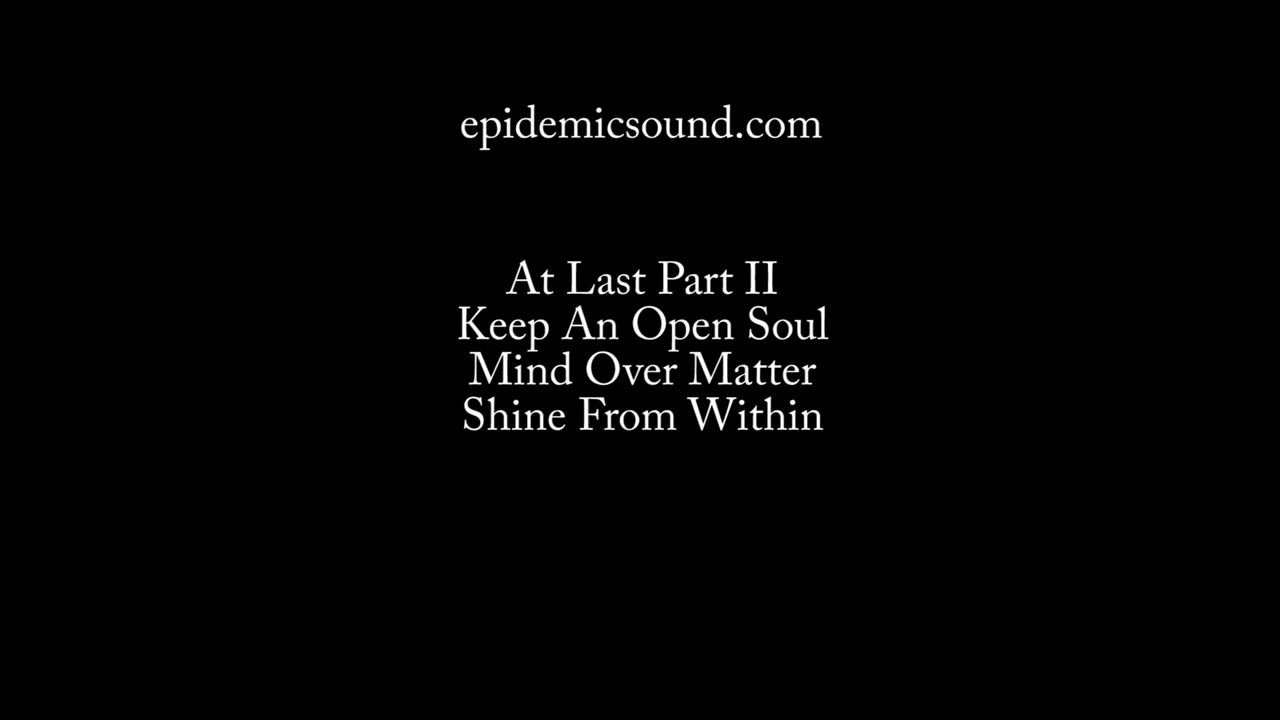 epidemicsound.com
At Last Part II
Keep An Open Soul
Mind Over Matter
Shine From Within